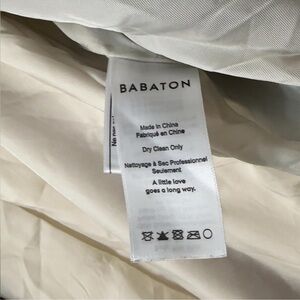 BABATON
Made in China
Fabriqué en Chine
Dry Clean Only
Nettoyage à Sec Professionnel
Seulement
A little love
goes a long way.